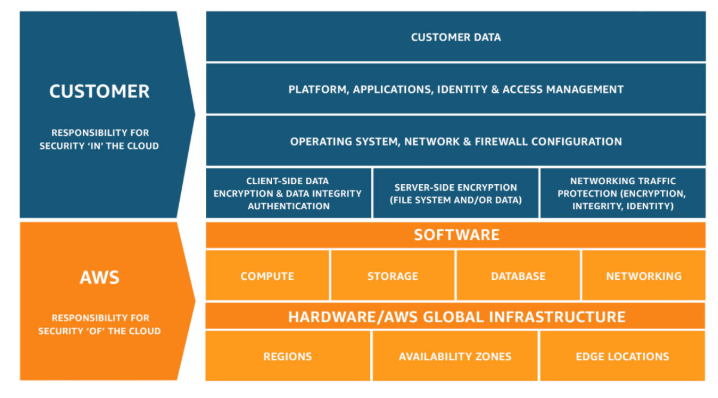 CUSTOMER
RESPONSIBILITY FOR
SECURITY ‘IN’ THE CLOUD
CUSTOMER DATA
PLATFORM, APPLICATIONS, IDENTITY & ACCESS MANAGEMENT
OPERATING SYSTEM, NETWORK & FIREWALL CONFIGURATION
CLIENT-SIDE DATA
ENCRYPTION & DATA INTEGRITY
AUTHENTICATION
SERVER-SIDE ENCRYPTION
(FILE SYSTEM AND/OR DATA)
NETWORKING TRAFFIC
PROTECTION (ENCRYPTION,
INTEGRITY, IDENTITY)
AWS
RESPONSIBILITY FOR
SECURITY ‘OF’ THE CLOUD
SOFTWARE
COMPUTE
STORAGE
DATABASE
NETWORKING
HARDWARE/AWS GLOBAL INFRASTRUCTURE
REGIONS
AVAILABILITY ZONES
EDGE LOCATIONS